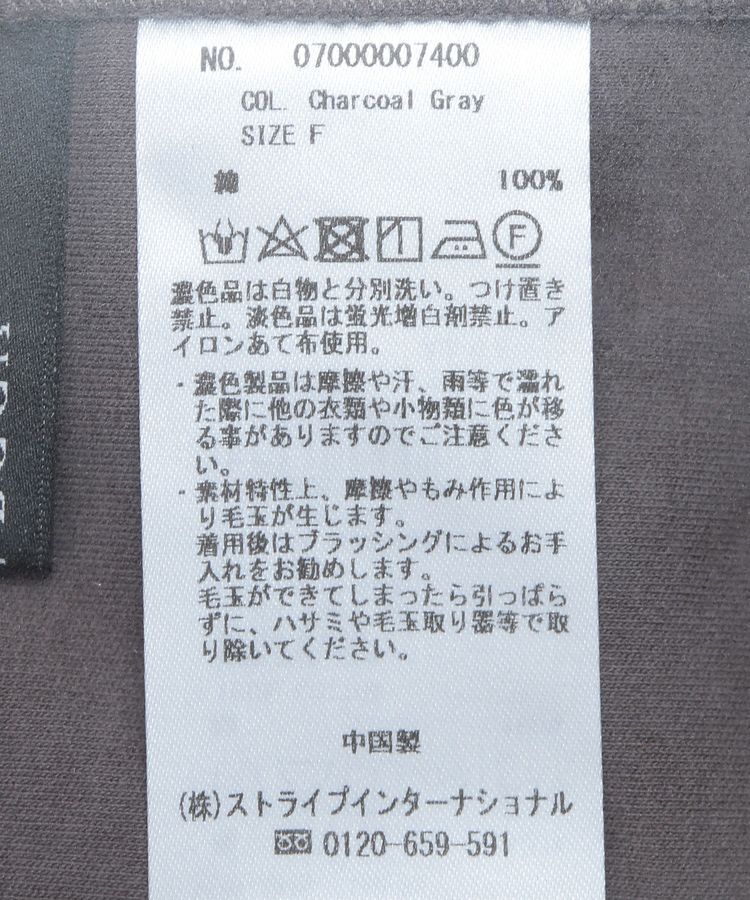 NO. 07000007400
COL. Charcoal Gray
SIZE F
綿 100%
F
濃色品は白物と分別洗い。つけ置き
禁止。淡色品は蛍光増白剤禁止。ア
イロンあて布使用。
・濃色製品は摩擦や汗、雨等で濡れ
た際に他の衣類や小物類に色が移
る事がありますのでご注意くださ
い。
・素材特性上、摩擦やもみ作用によ
り毛玉が生じます。
着用後はブラッシングによるお手
入れをお勧めします。
毛玉ができてしまったら引っぱら
ずに、ハサミや毛玉取り器等で取
り除いてください。
中国製
(株)ストライプインターナショナル
0120-659-591